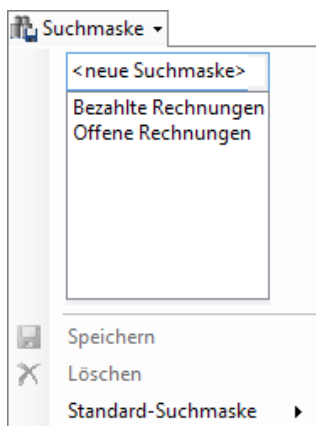 Suchmaske
<neue Suchmaske>
Bezahlte Rechnungen
Offene Rechnungen
Speichern
Löschen
Standard-Suchmaske